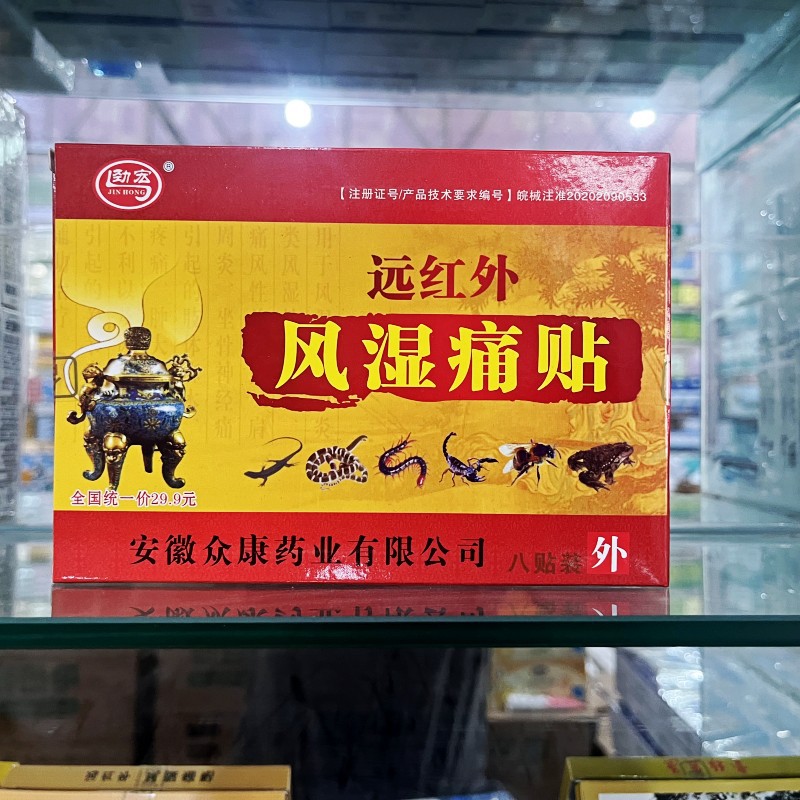 劲宏
JIN HONG
®
【注册证号/产品技术要求编号】皖械注准20202090533
远红外
风湿痛贴
全国统一价29.9元
安徽众康药业有限公司
八贴装
外